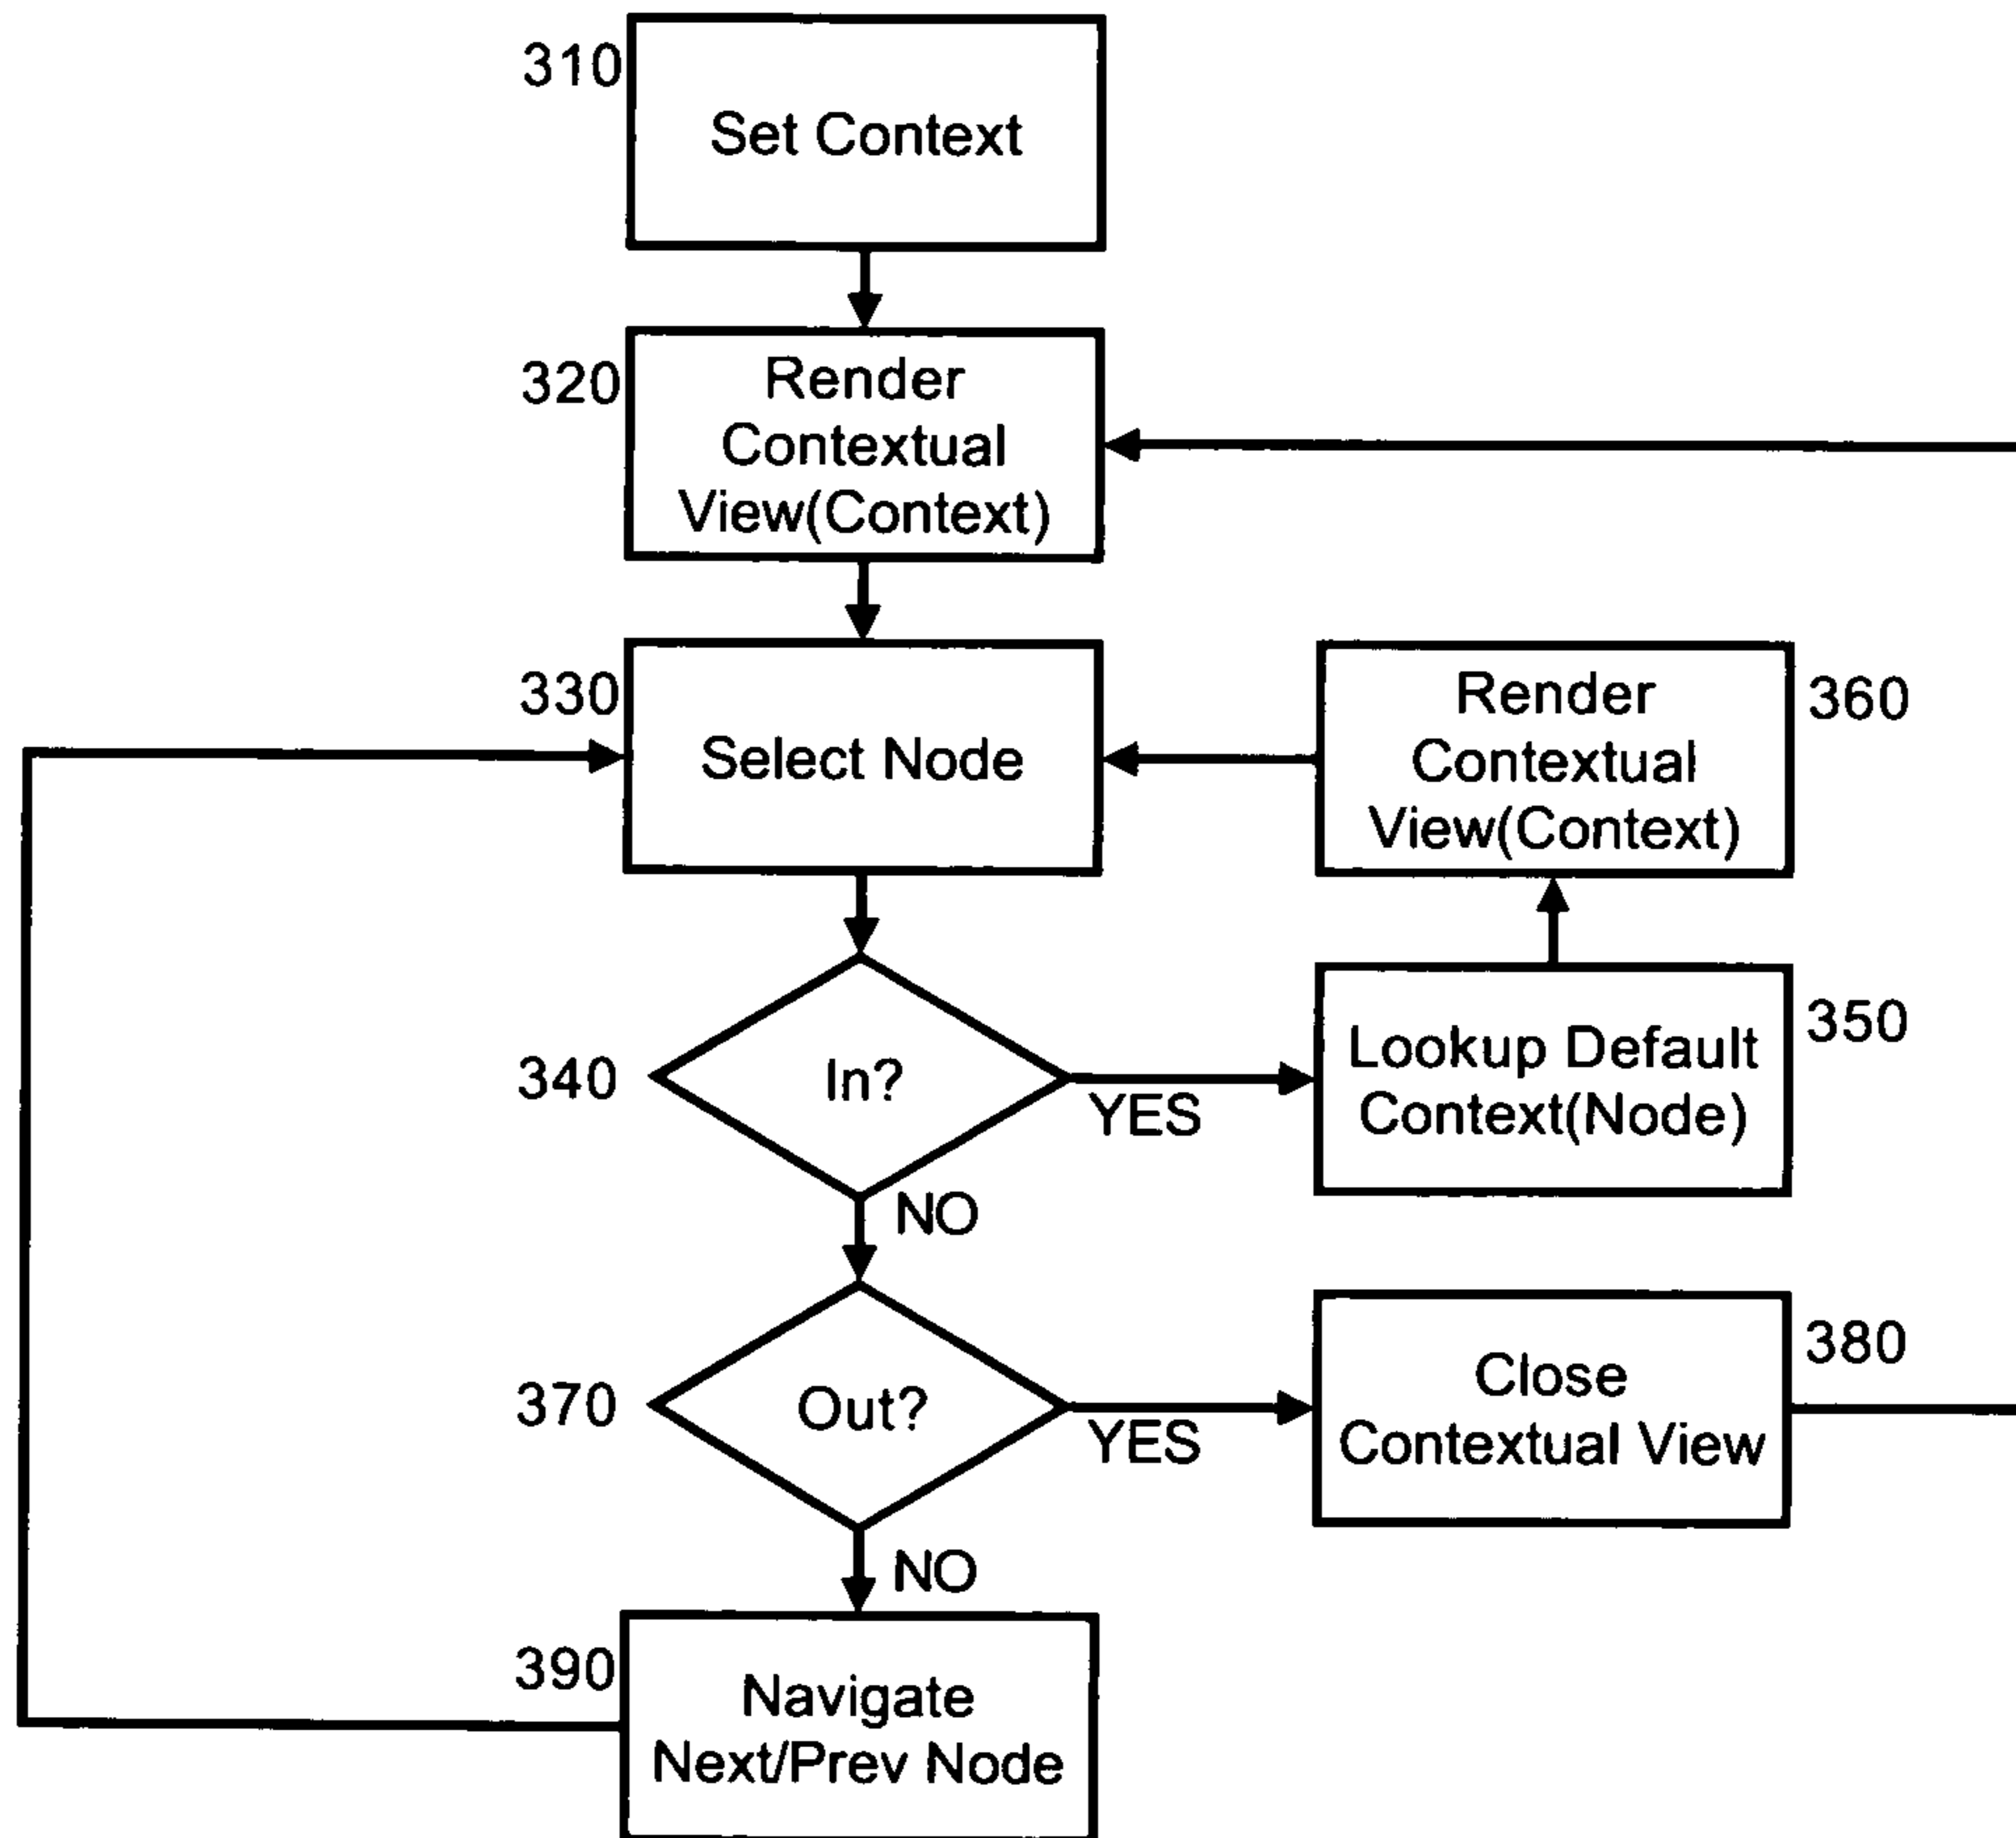 310
Set Context
320
Render
Contextual
View(Context)
330
Select Node
Render
Contextual
View(Context)
360
340
In?
YES
NO
Lookup Default
Context(Node)
350
370
Out?
YES
NO
Close
Contextual View
380
390
Navigate
Next/Prev Node